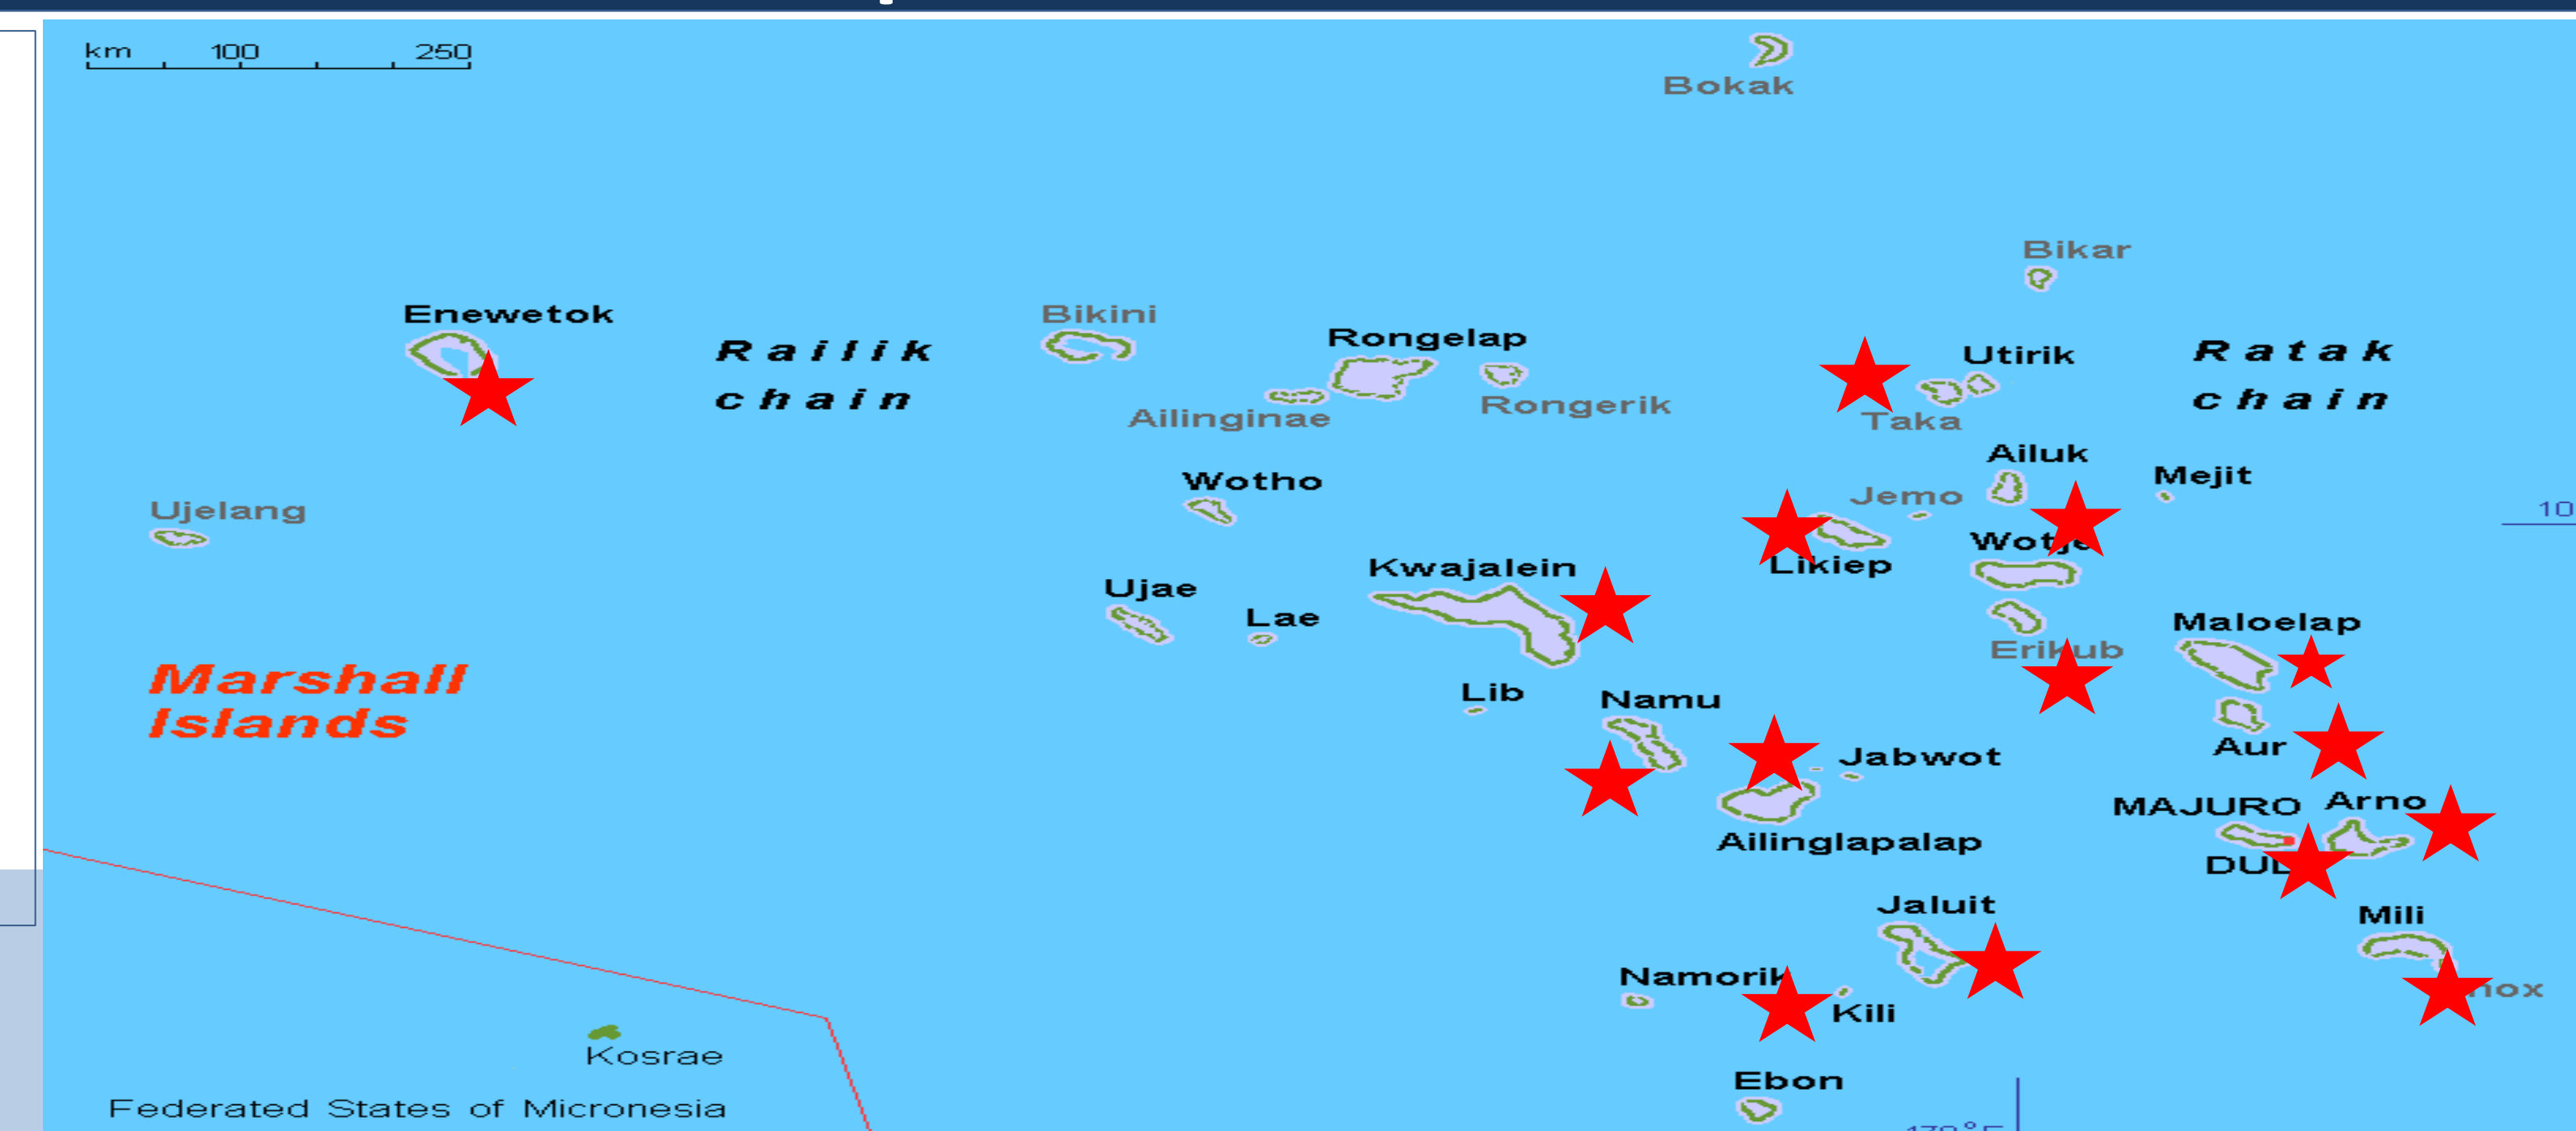 km 100 250
Bokak
Bikar
Enewetok
Bikini
Rongelap
Railik
chain
Utirik
Ratak
chain
Ailinginae
Rongerik
Taka
Ailuk
Mejit
Wotho
Jemo
Ujelang
10
Likiep
Kwajalein
Ujae
Lae
Maloelap
Erikub
Marshall
Islands
Lib
Namu
Aur
Jabwot
MAJURO
Arno
Ailinglapalap
Jaluit
Mili
Namorik
Kili
Kosrae
Ebon
Federated States of Micronesia